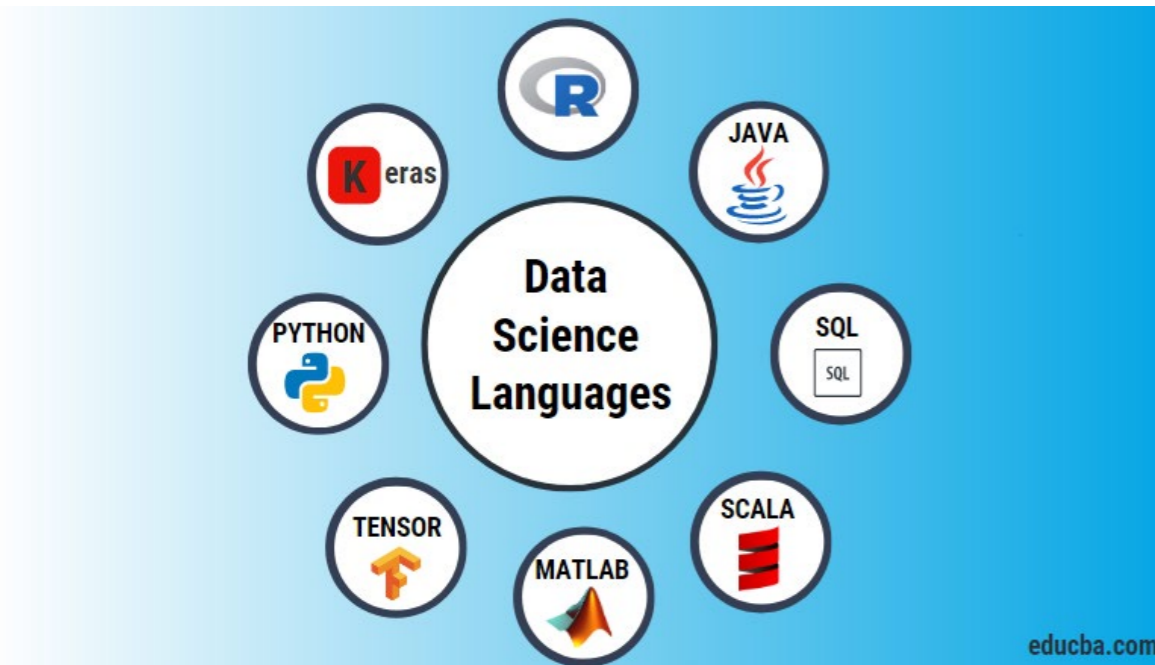 R
JAVA
K eras
Data
Science
Languages
PYTHON
SQL
SQL
TENSOR
SCALA
MATLAB
educba.com